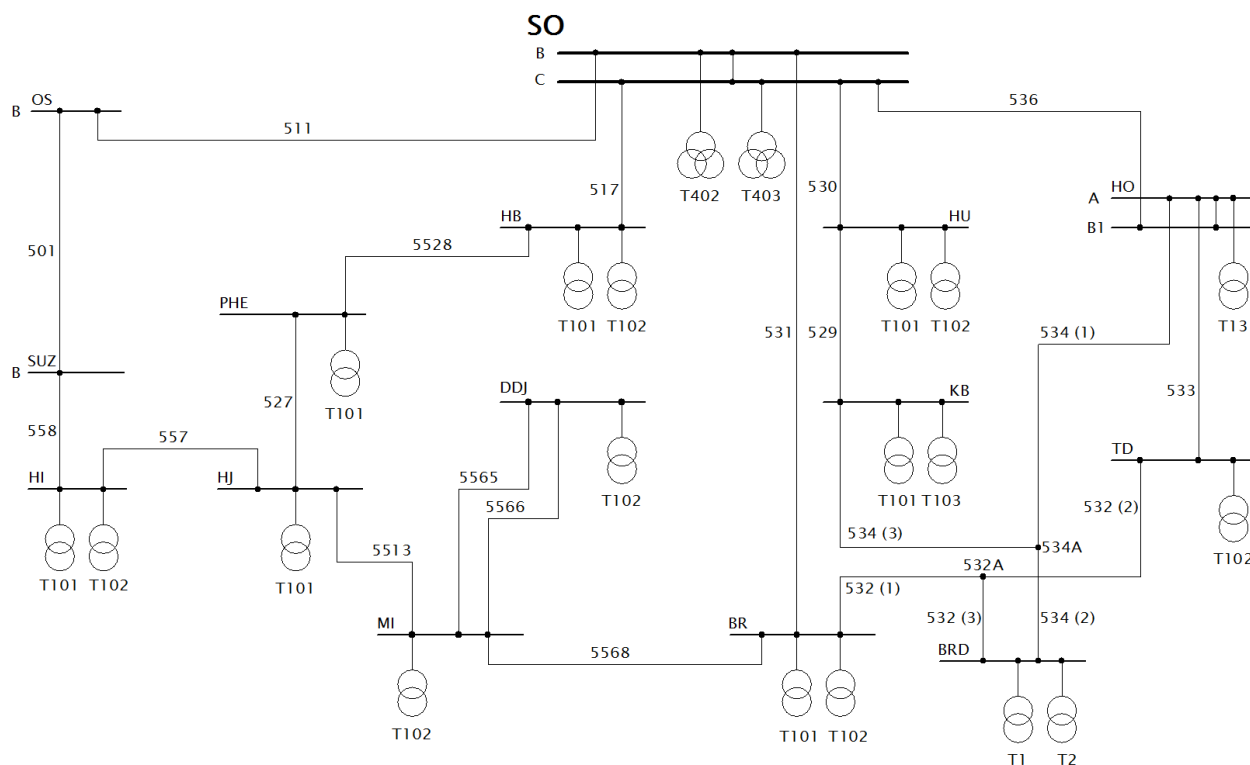 SO
B
C
OS
B
511
536
517
530
HO
A
B1
HB
HU
T402
T403
501
5528
PHE
T101
T102
531
529
T101
T102
T13
534 (1)
SUZ
B
527
T101
DDJ
KB
533
558
557
TD
HI
HJ
5565
T102
T101
T103
532 (2)
5566
534 (3)
534A
T102
5513
532A
T101
T102
T101
532 (1)
MI
BR
532 (3)
534 (2)
5568
BRD
T102
T101
T102
T1
T2